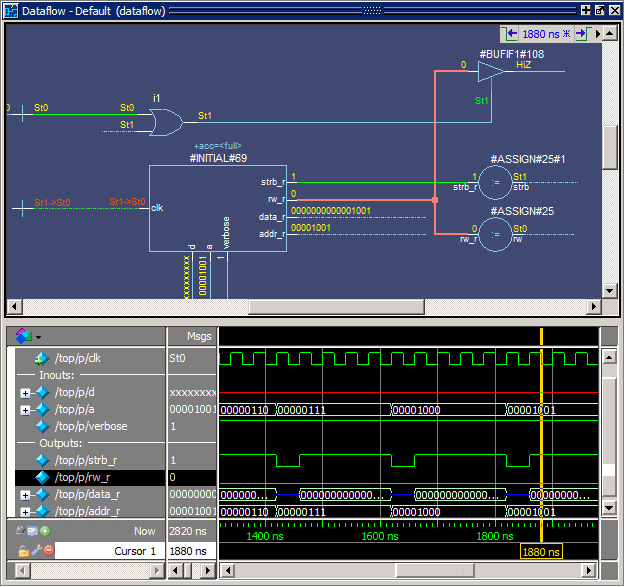 Dataflow - Default (dataflow)
1880 ns
#BUFIF1#108
0
HiZ
St1
i1
0 St0 St0
St1
St1
+acc=<full>
#INITIAL#69
#ASSIGN#25#1
strb_r 1
1 St1
strb_r strb
St1->St0 St1->St0 clk
rw_r 0
data_r 0000000000001001
addr_r 00001001
#ASSIGN#25
0 St0
rw_r rw
d a verbose
xxxxxxxx 00001001 1
Msgs
/top/p/clk St0
Inouts:
/top/p/d xxxxxxxx
/top/p/a 00001001 00000110 00000111 00001000 00001001
/top/p/verbose 1
Outputs:
/top/p/strb_r 1
/top/p/rw_r 0
/top/p/data_r 00000000 000000... 000000000000... 000000000000... 00000000...
/top/p/addr_r 00001001 00000110 00000111 00001000 00001001
Now 2820 ns 1400 ns 1600 ns 1800 ns
Cursor 1 1880 ns 1880 ns